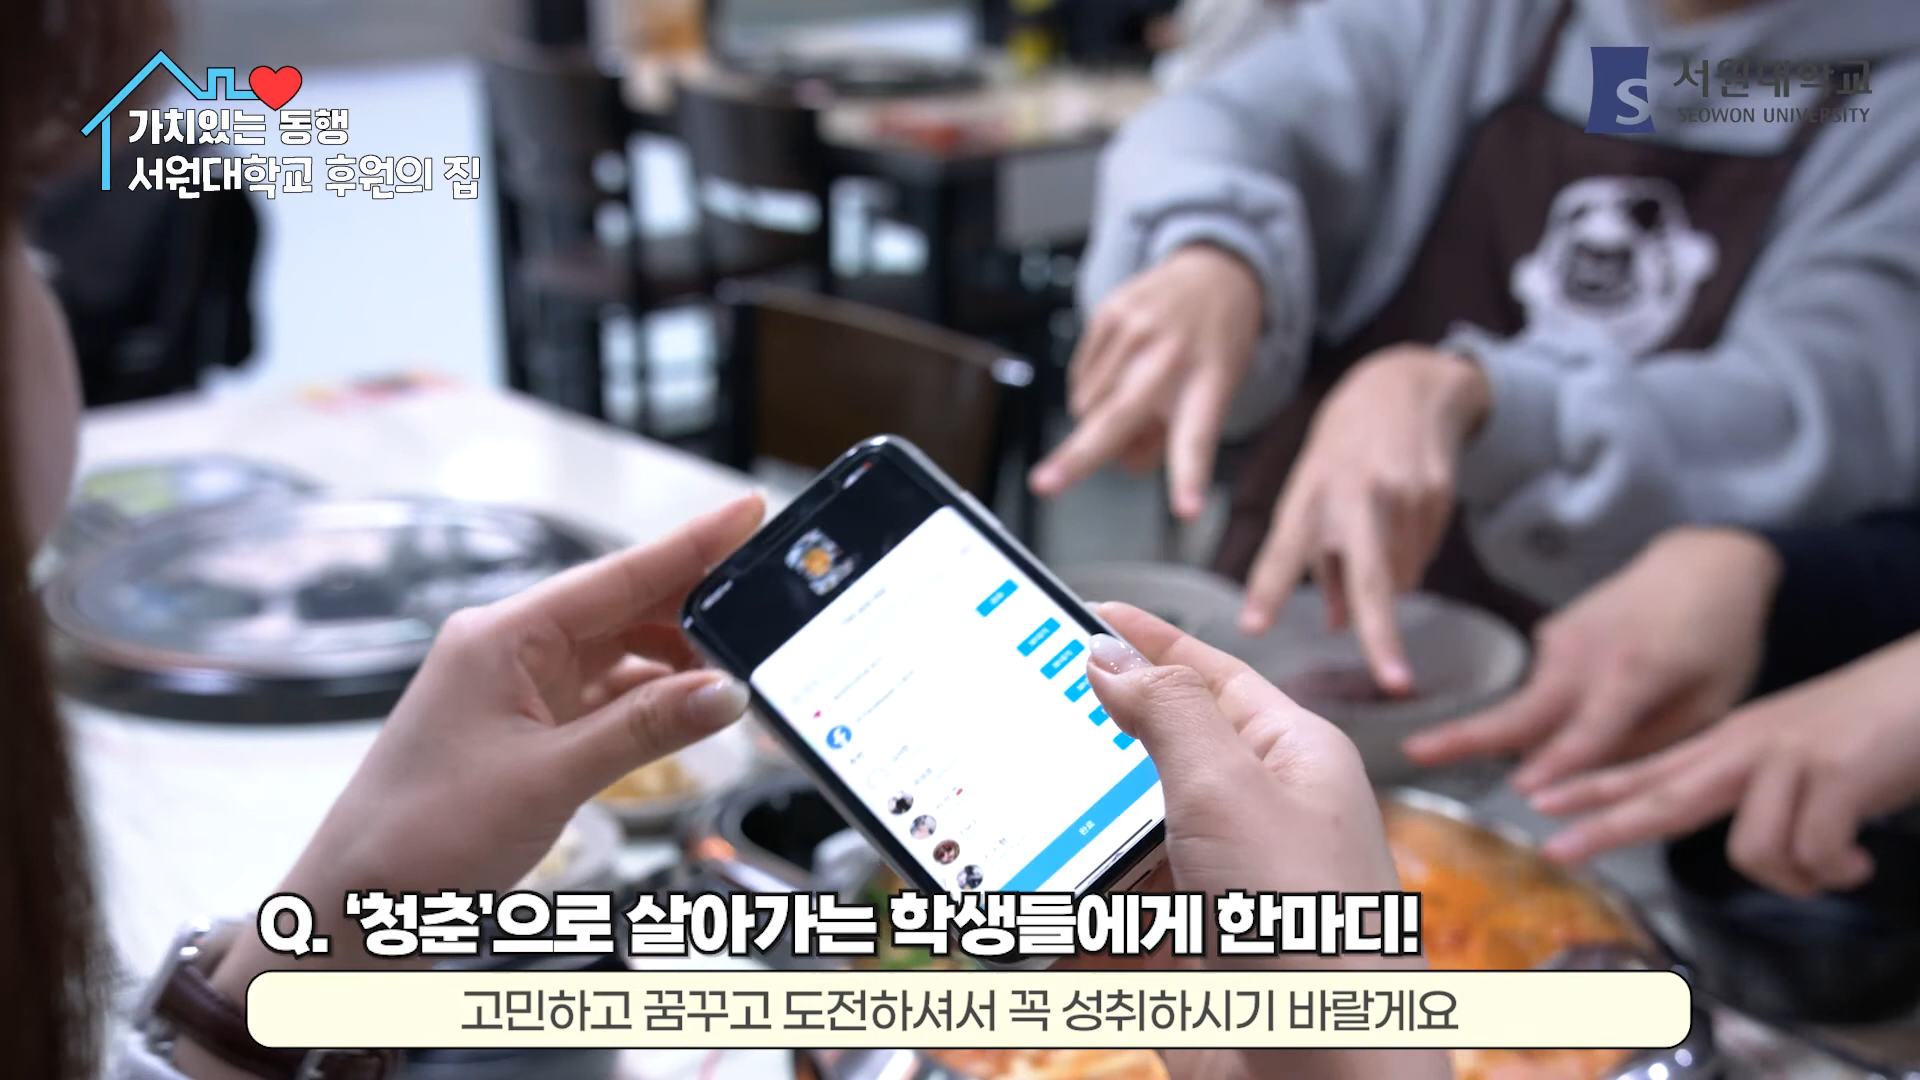 가치있는 동행
서원대학교 후원의 집
S 서원대학교
SEOWON UNIVERSITY
완료
Q. ‘청춘’으로 살아가는 학생들에게 한마디!
고민하고 꿈꾸고 도전하셔서 꼭 성취하시기 바랄게요